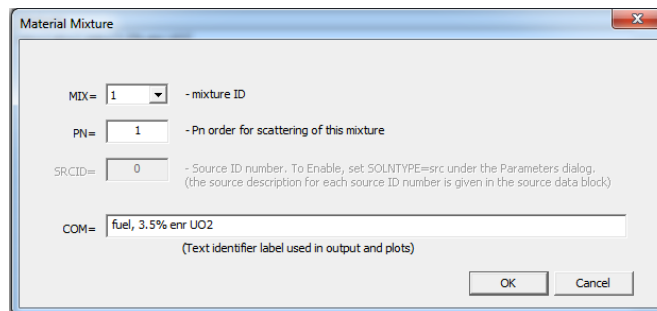 Material Mixture
MIX= 1 - mixture ID
PN= 1 - Pn order for scattering of this mixture
SRCID= 0 - Source ID number. To Enable, set SOLNTYPE=src under the Parameters dialog.
(the source description for each source ID number is given in the source data block)
COM= fuel, 3.5% enr UO2
(Text identifier label used in output and plots)
OK Cancel